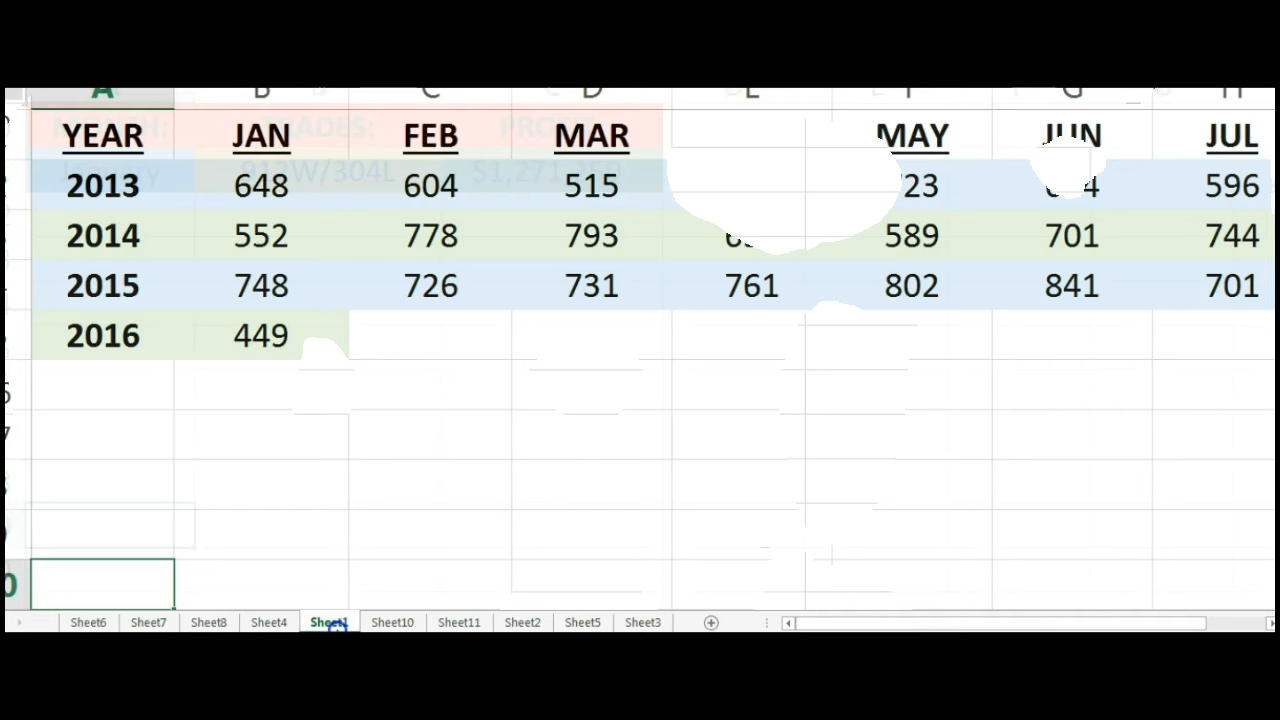 A B C D E F G H
YEAR JAN FEB MAR MAY JUN JUL
2013 648 604 515 596
2014 552 778 793 589 701 744
2015 748 726 731 761 802 841 701
2016 449
Sheet6 Sheet7 Sheet8 Sheet4 Sheet1 Sheet10 Sheet11 Sheet2 Sheet5 Sheet3